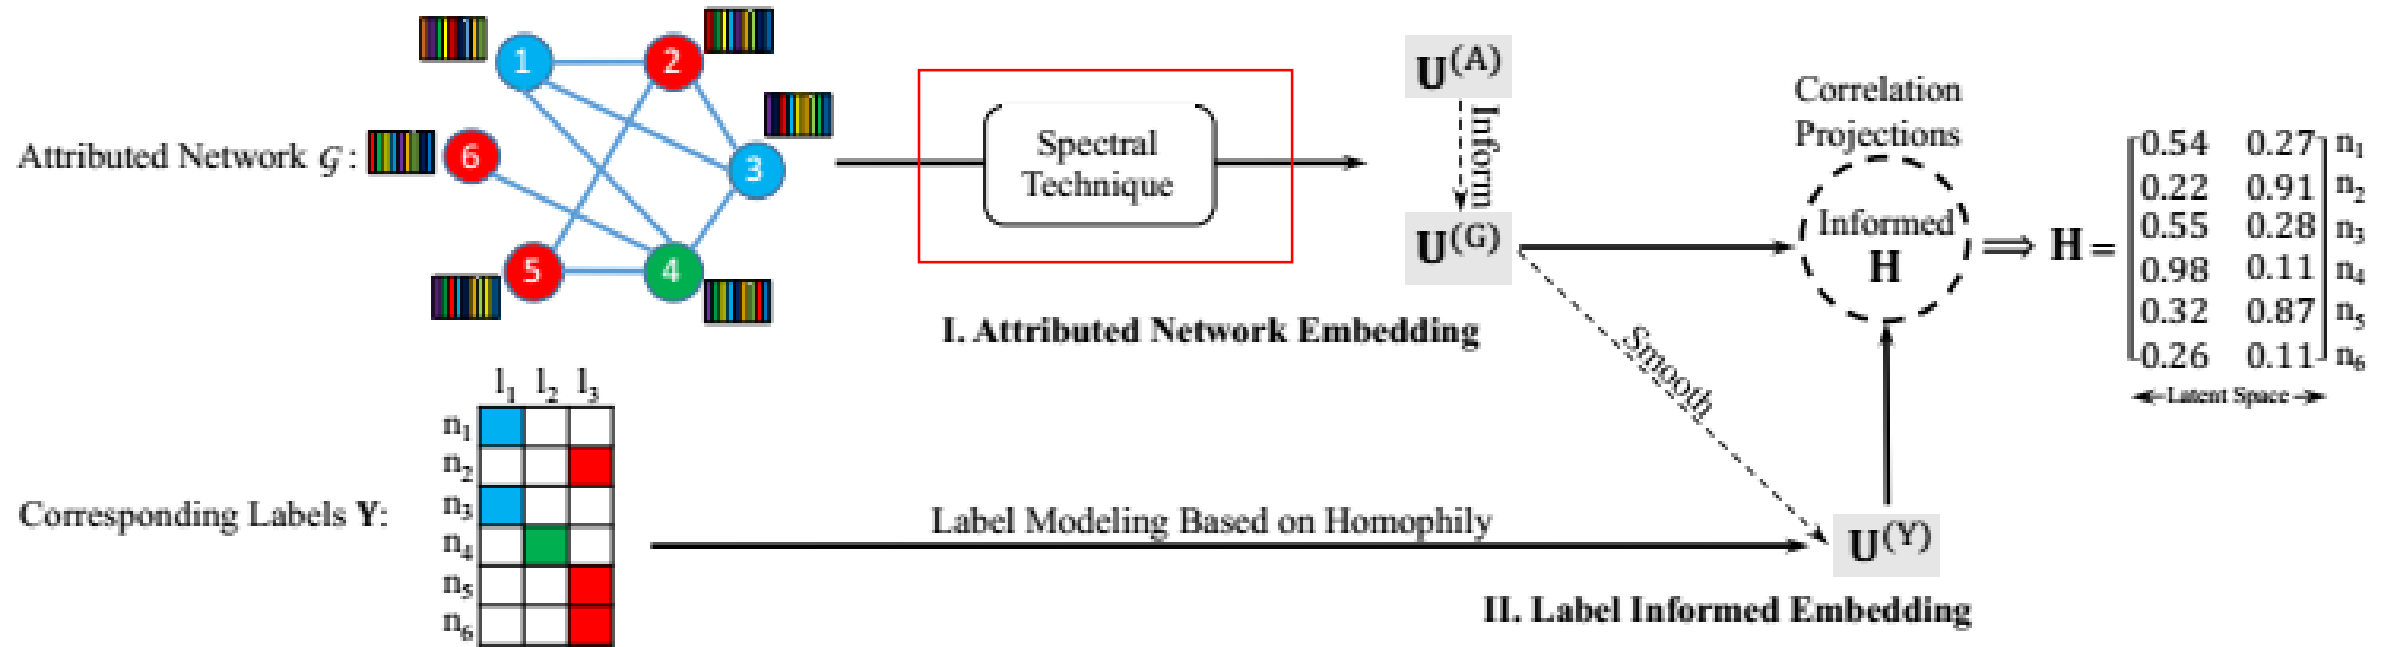 Attributed Network 𝒢 :
1
2
3
4
5
6
Spectral
Technique
U^(A)
Inform
U^(G)
Correlation
Projections
Informed
H
⇒ H =
0.54 0.27 n₁
0.22 0.91 n₂
0.55 0.28 n₃
0.98 0.11 n₄
0.32 0.87 n₅
0.26 0.11 n₆
Latent Space
I. Attributed Network Embedding
Smooth
Corresponding Labels Y:
l₁ l₂ l₃
n₁
n₂
n₃
n₄
n₅
n₆
Label Modeling Based on Homophily
U^(Y)
II. Label Informed Embedding